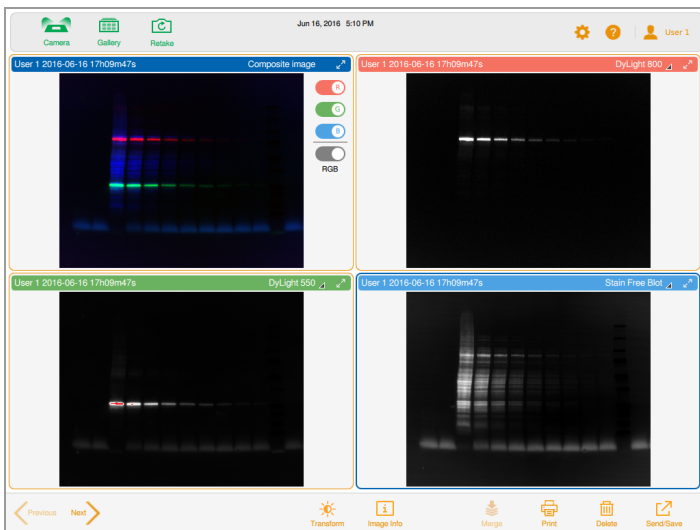 Jun 16, 2016 5:10 PM
Camera
Gallery
Retake
User 1
User 1 2016-06-16 17h09m47s Composite image
R
G
B
RGB
User 1 2016-06-16 17h09m47s DyLight 800
User 1 2016-06-16 17h09m47s DyLight 550
User 1 2016-06-16 17h09m47s Stain Free Blot
Previous
Next
Transform
Image Info
Merge
Print
Delete
Send/Save